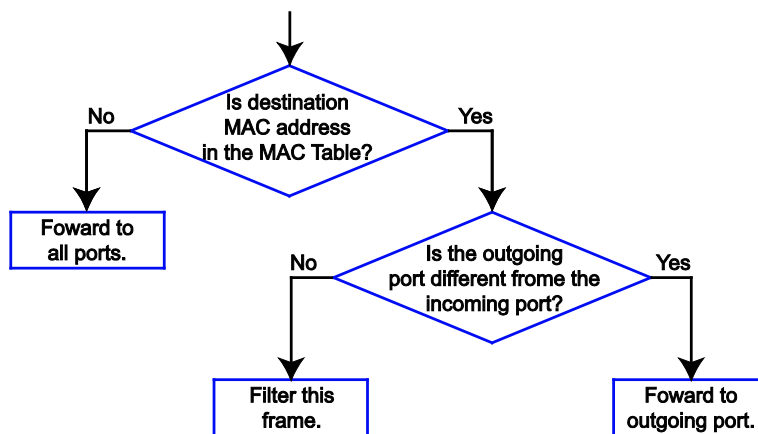 Is destination
MAC address
in the MAC Table?
No
Yes
Foward to
all ports.
Is the outgoing
port different frome the
incoming port?
No
Yes
Filter this
frame.
Foward to
outgoing port.